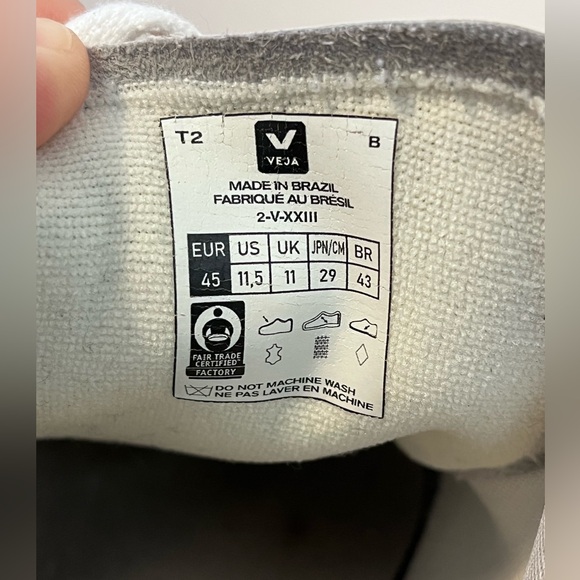 T2 V B
VEJA
MADE IN BRAZIL
FABRIQUÉ AU BRÉSIL
2-V-XXIII
EUR US UK JPN/CM BR
45 11,5 11 29 43
FAIR TRADE
CERTIFIED™
FACTORY
DO NOT MACHINE WASH
NE PAS LAVER EN MACHINE